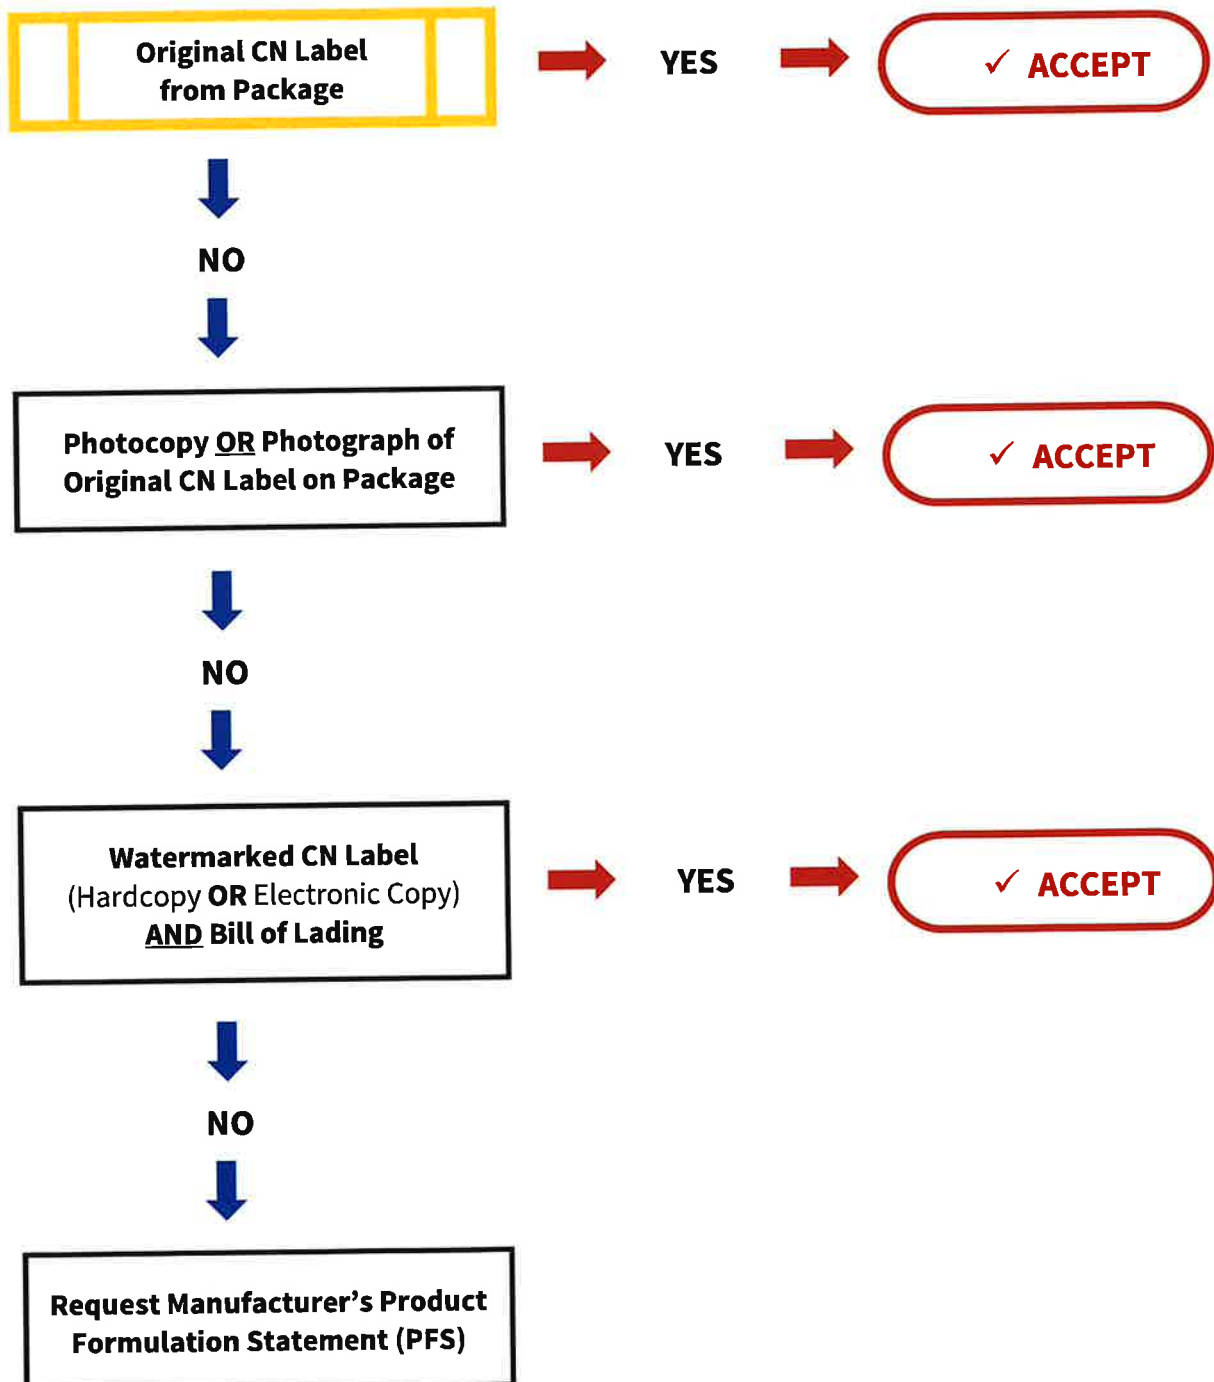 Original CN Label
from Package
YES
✓ ACCEPT
NO
Photocopy OR Photograph of
Original CN Label on Package
YES
✓ ACCEPT
NO
Watermarked CN Label
(Hardcopy OR Electronic Copy)
AND Bill of Lading
YES
✓ ACCEPT
NO
Request Manufacturer's Product
Formulation Statement (PFS)